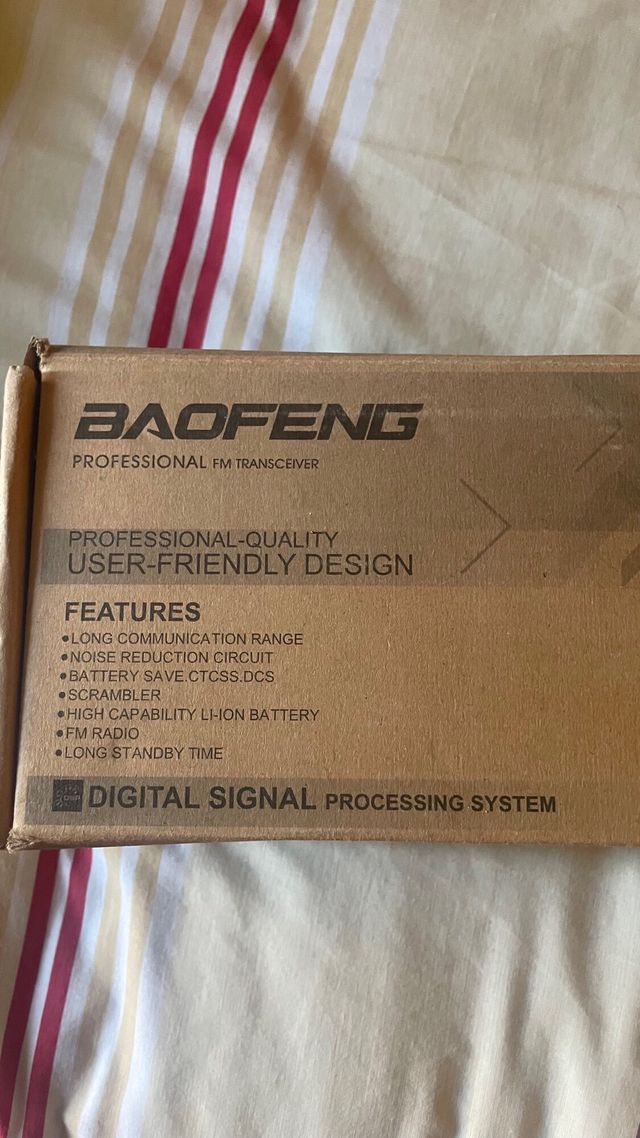 BAOFENG
PROFESSIONAL FM TRANSCEIVER
PROFESSIONAL-QUALITY
USER-FRIENDLY DESIGN
FEATURES
•LONG COMMUNICATION RANGE
•NOISE REDUCTION CIRCUIT
•BATTERY SAVE.CTCSS.DCS
•SCRAMBLER
•HIGH CAPABILITY LI-ION BATTERY
•FM RADIO
•LONG STANDBY TIME
DSP DIGITAL SIGNAL PROCESSING SYSTEM